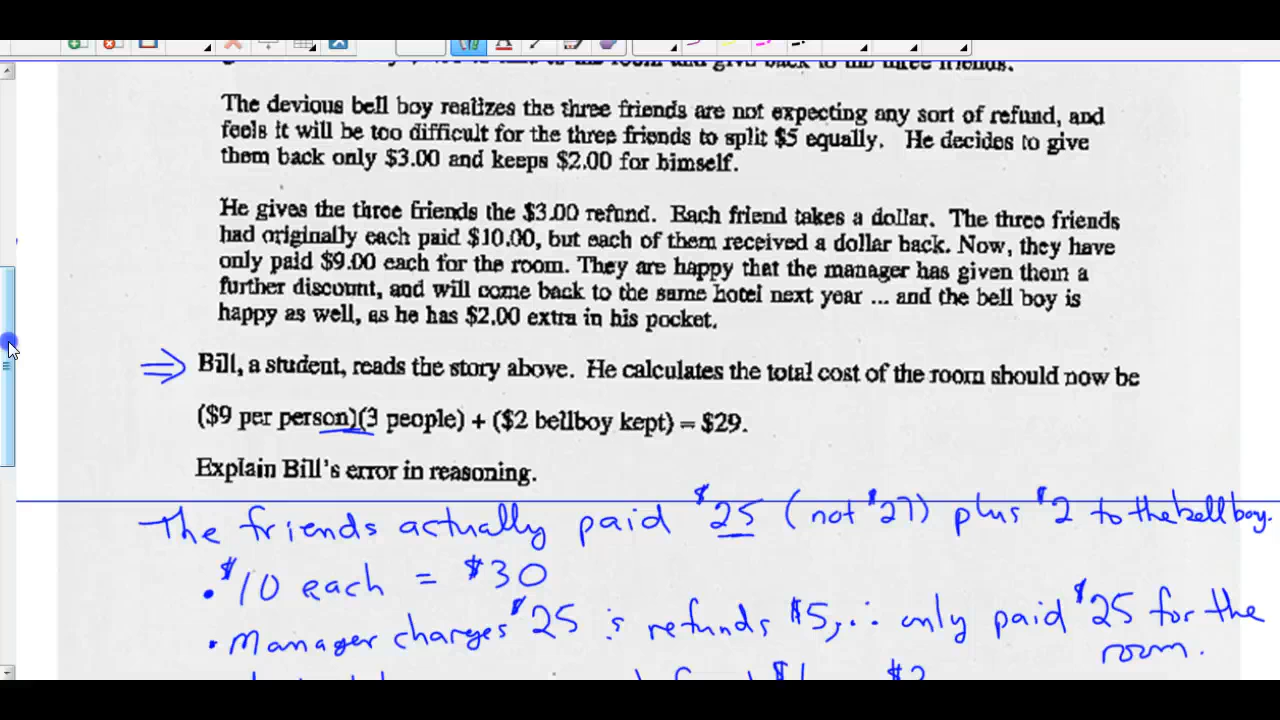 and give back to the three friends.
The devious bell boy realizes the three friends are not expecting any sort of refund, and
feels it will be too difficult for the three friends to split $5 equally. He decides to give
them back only $3.00 and keeps $2.00 for himself.
He gives the three friends the $3.00 refund. Each friend takes a dollar. The three friends
had originally each paid $10.00, but each of them received a dollar back. Now, they have
only paid $9.00 each for the room. They are happy that the manager has given them a
further discount, and will come back to the same hotel next year ... and the bell boy is
happy as well, as he has $2.00 extra in his pocket.
⇒ Bill, a student, reads the story above. He calculates the total cost of the room should now be
($9 per person)(3 people) + ($2 bellboy kept) = $29.
Explain Bill's error in reasoning.
The friends actually paid $25 (not $27) plus $2 to the bell boy.
• $10 each = $30
• Manager charges $25 ; refunds $5, ∴ only paid $25 for the
room.